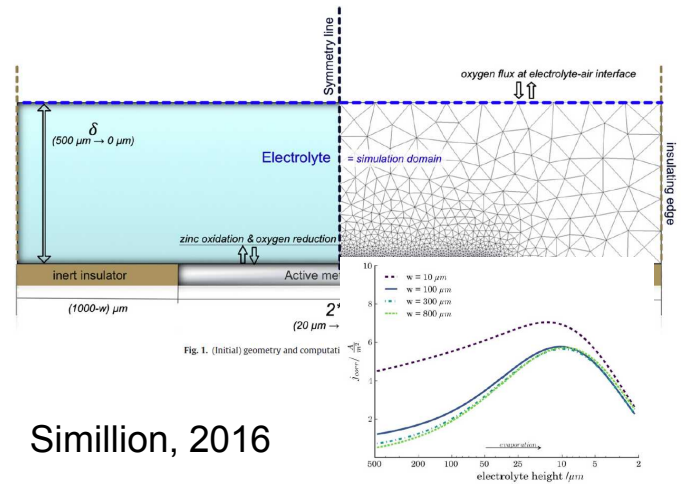 Symmetry line
oxygen flux at electrolyte-air interface
δ
(500 µm → 0 µm)
Electrolyte
= simulation domain
insulating edge
zinc oxidation & oxygen reduction
inert insulator
Active
(1000-w) µm
2*
(20 µm →
Fig. 1. (Initial) geometry and
10
8
6
4
2
j_corr / A/m²
w = 10 µm
w = 100 µm
w = 300 µm
w = 800 µm
evaporation
600 200 100 50 25 10 5 2
electrolyte height /µm
Simillion, 2016